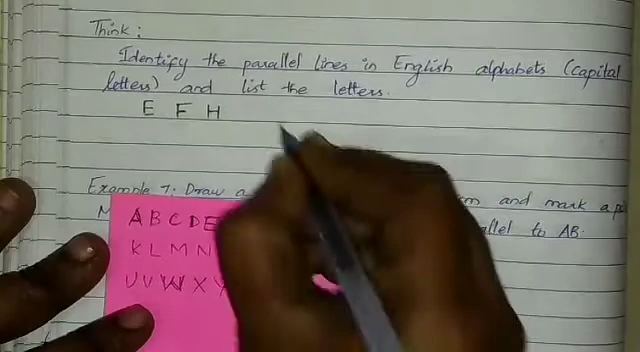 Think:
Identify the parallel lines in English alphabets (capital
letters) and list the letters.
E F H
Example 7. Draw a and mark a
M parallel to AB.
A B C D E
K L M N
U V W X Y